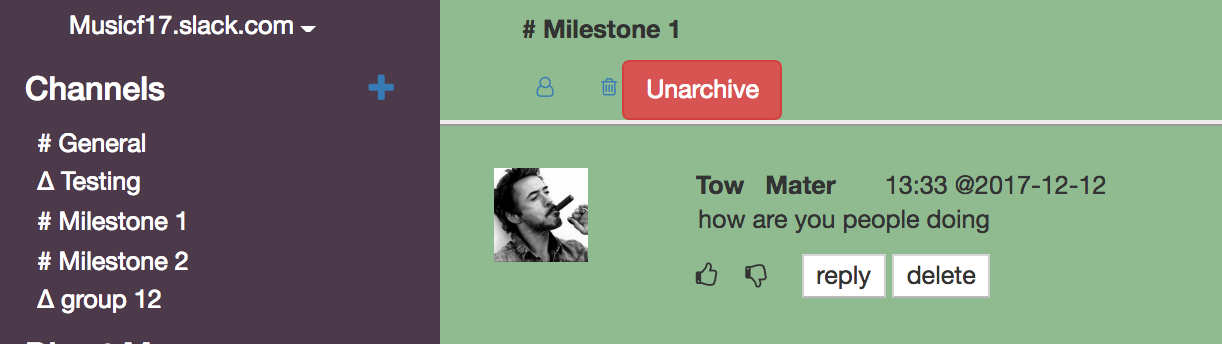 Musicf17.slack.com
Channels
# General
Δ Testing
# Milestone 1
# Milestone 2
Δ group 12
# Milestone 1
Unarchive
Tow Mater 13:33 @2017-12-12
how are you people doing
reply delete